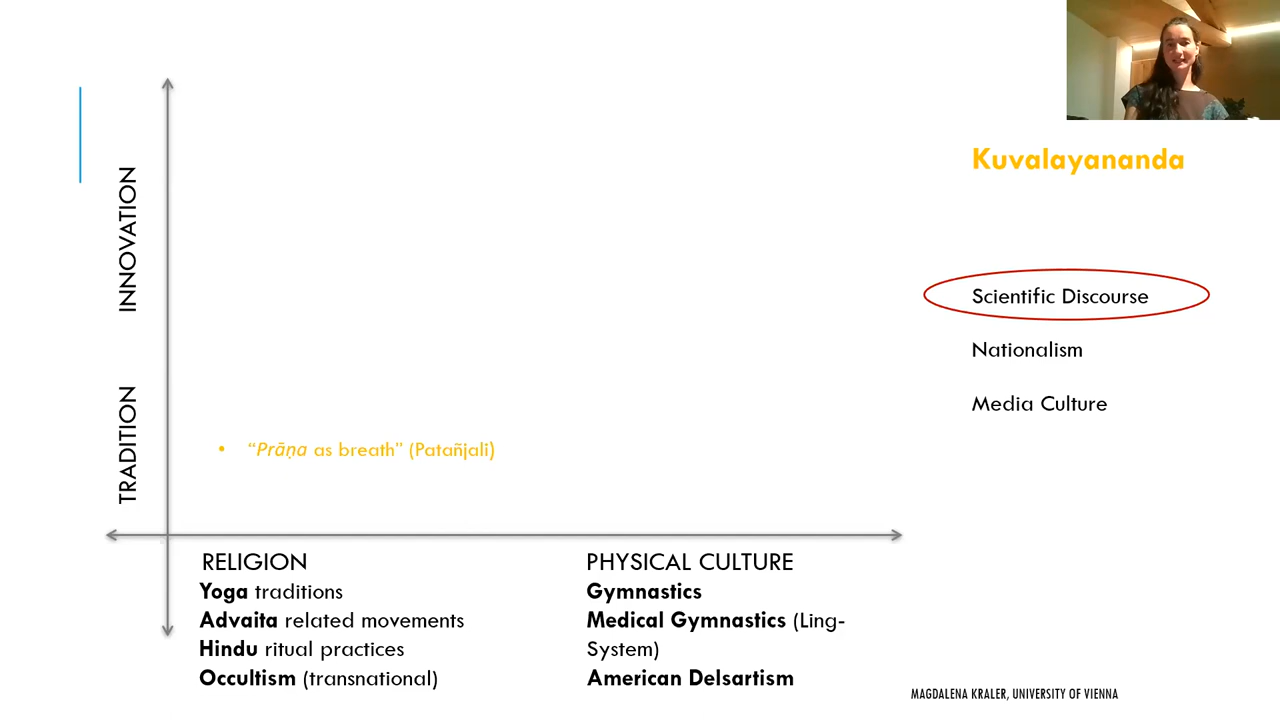 Kuvalayananda
INNOVATION
Scientific Discourse
Nationalism
Media Culture
TRADITION
• “Prāṇa as breath” (Patañjali)
RELIGION
Yoga traditions
Advaita related movements
Hindu ritual practices
Occultism (transnational)
PHYSICAL CULTURE
Gymnastics
Medical Gymnastics (Ling-
System)
American Delsartism
MAGDALENA KRALER, UNIVERSITY OF VIENNA